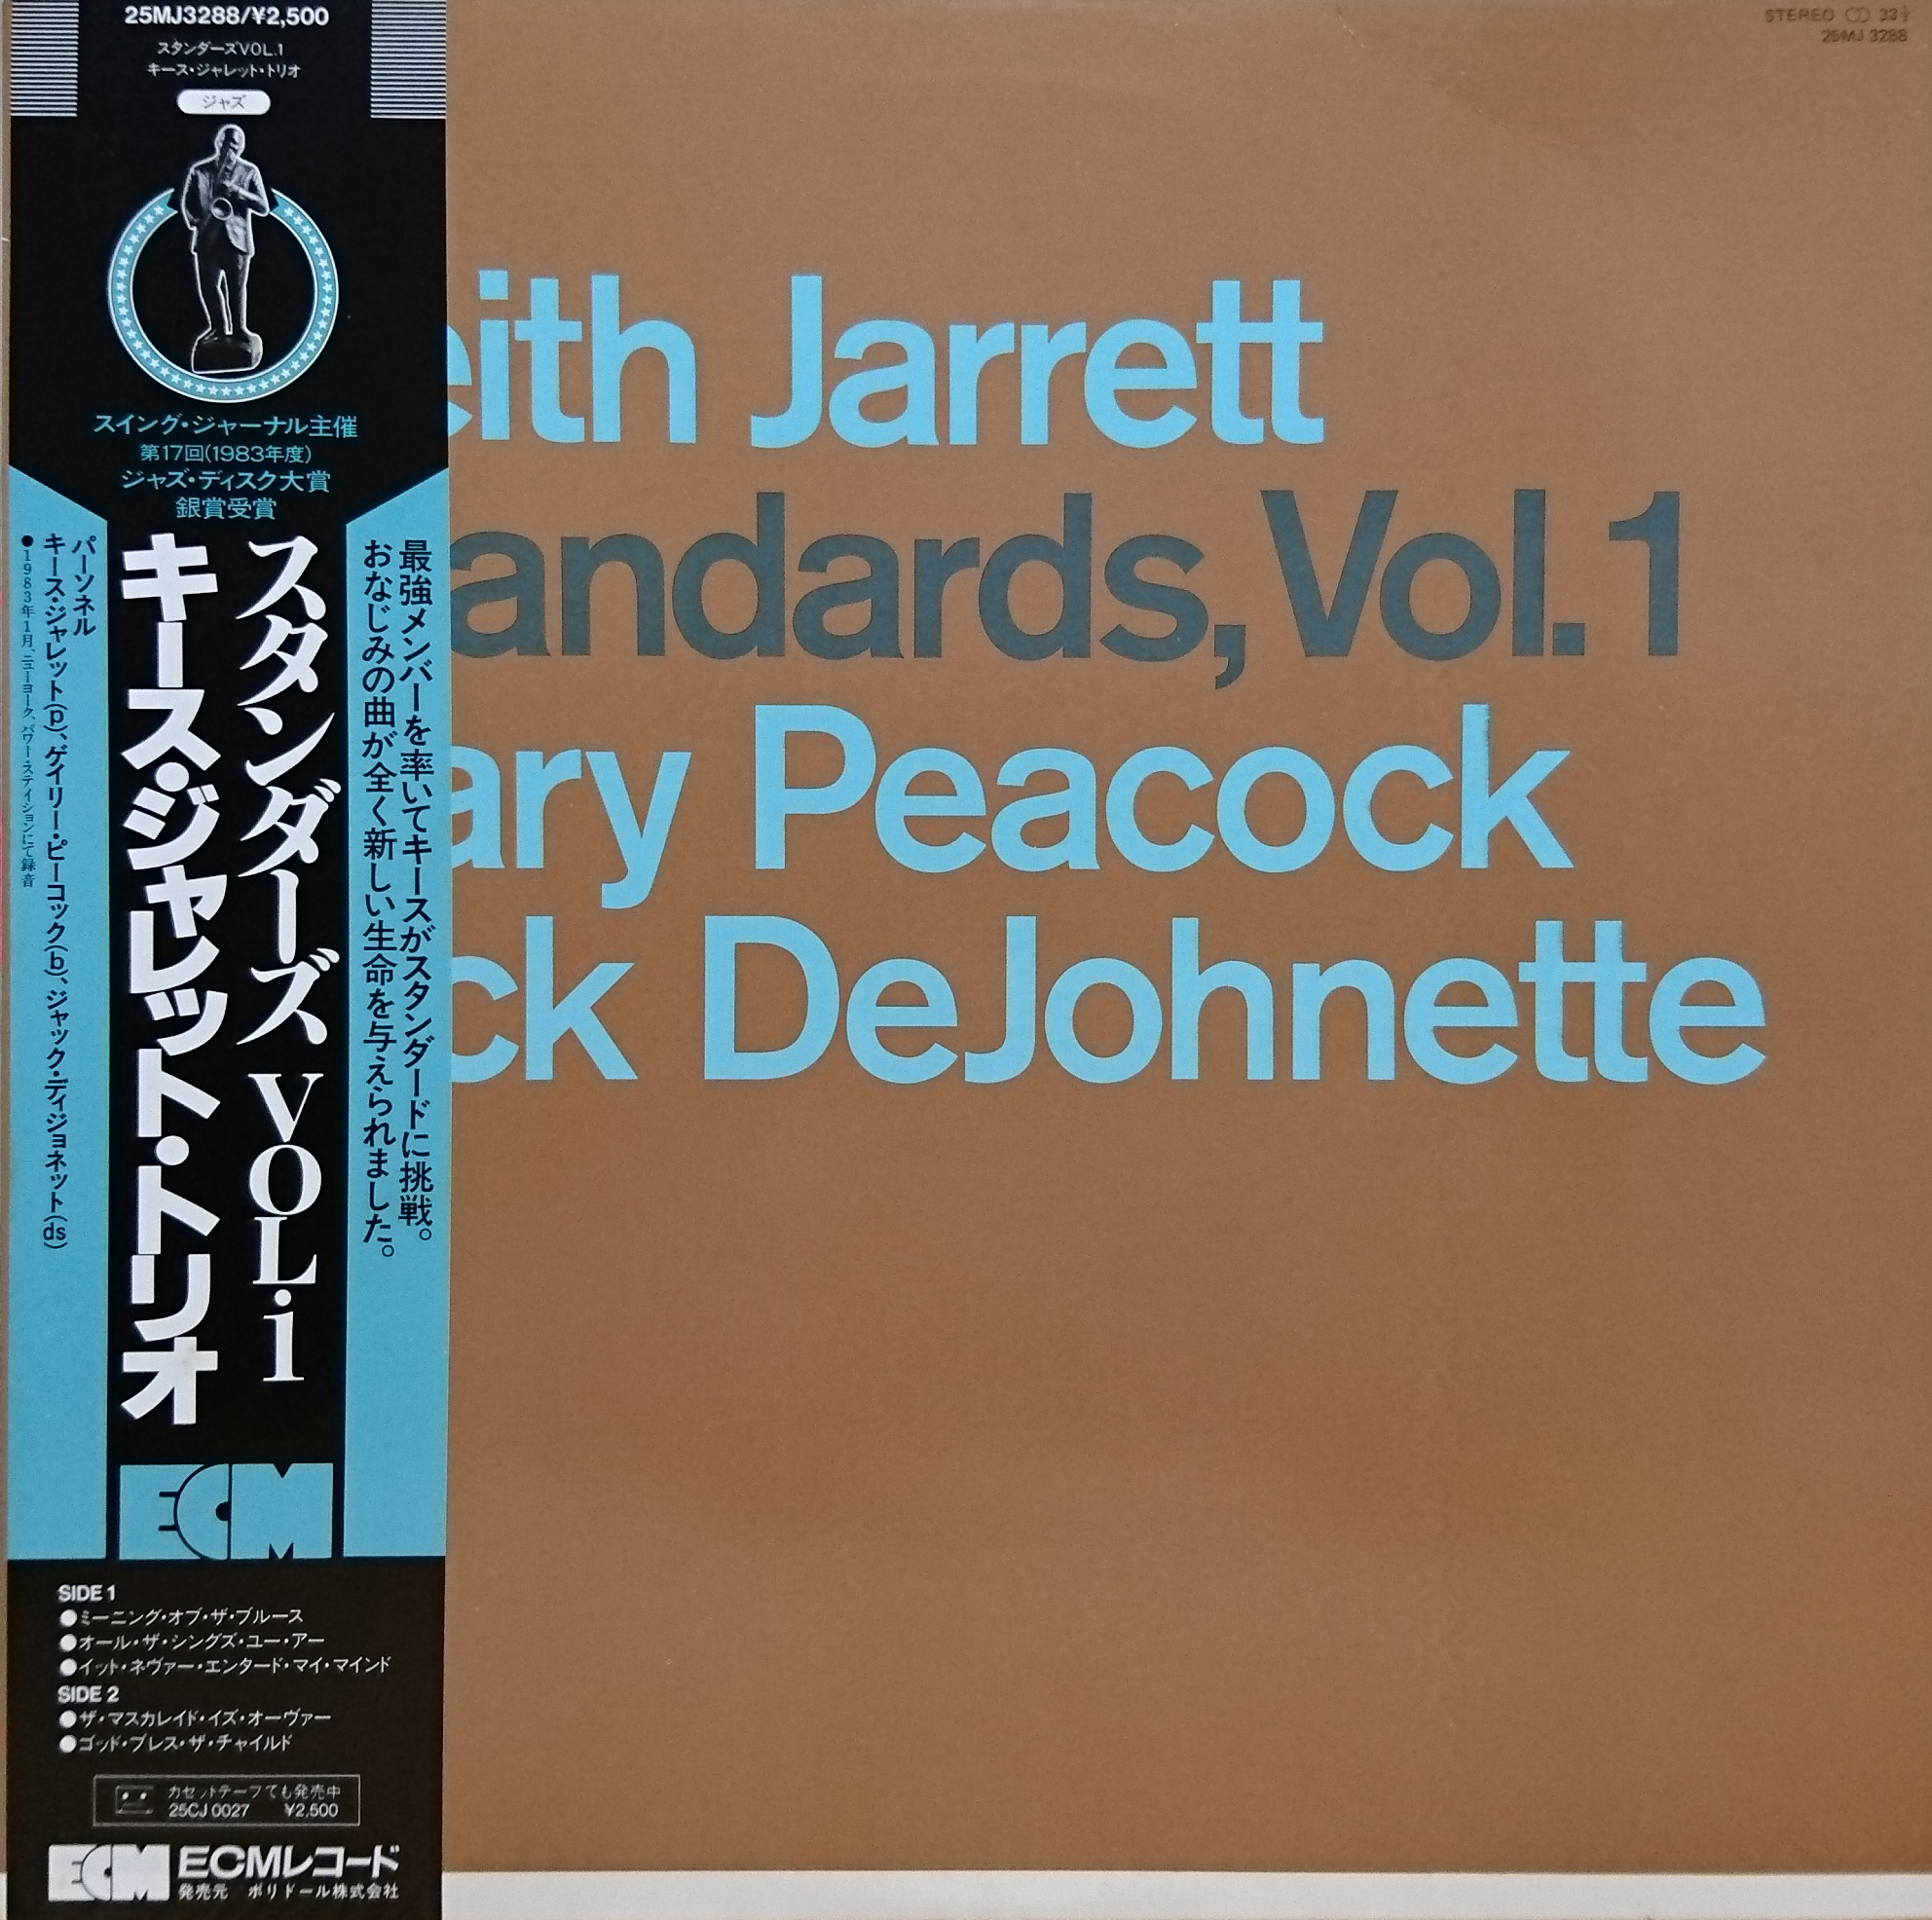 25MJ3288/¥2,500
スタンダーズVOL.1
キース・ジャレット・トリオ
ジャズ
スイング・ジャーナル主催
第17回(1983年度)
ジャズ・ディスク大賞
銀賞受賞
最強メンバーを率いてキースがスタンダードに挑戦。
おなじみの曲が全く新しい生命を与えられました。
スタンダーズ VOL.1
キース・ジャレット・トリオ
パーソネル
キース・ジャレット(p)、ゲイリー・ピーコック(b)、ジャック・ディジョネット(ds)
●1983年1月、ニューヨーク、パワー・ステイションにて録音
ECM
SIDE 1
●ミーニング・オブ・ザ・ブルース
●オール・ザ・シングズ・ユー・アー
●イット・ネヴァー・エンタード・マイ・マインド
SIDE 2
●ザ・マスカレイド・イズ・オーヴァー
●ゴッド・ブレス・ザ・チャイルド
カセットテープでも発売中
25CJ 0027 ¥2,500
ECM ECMレコード
発売元 ポリドール株式会社
STEREO 33⅓
25MJ 3288
eith Jarrett
andards, Vol. 1
ary Peacock
ck DeJohnette